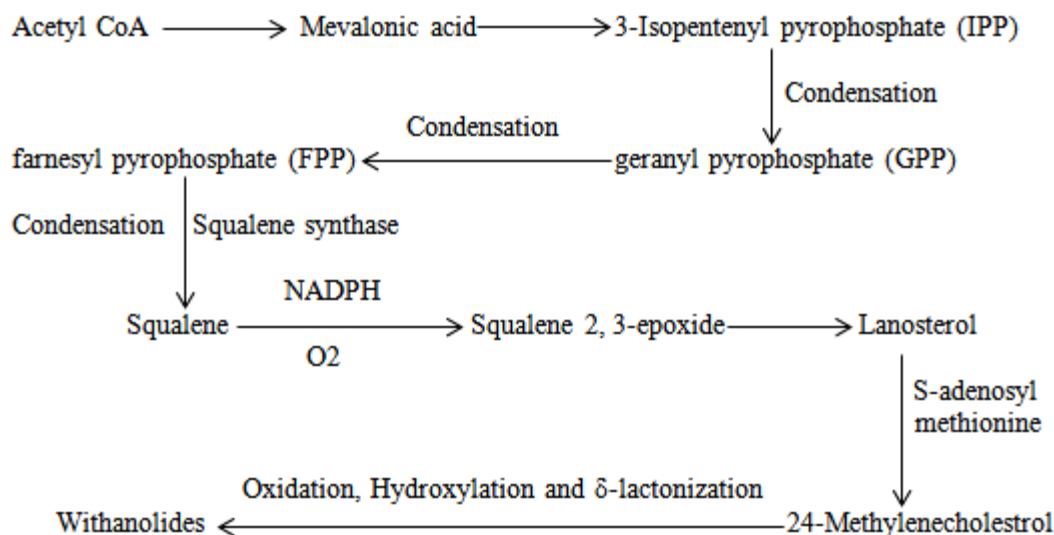 Acetyl CoA Mevalonic acid 3-Isopentenyl pyrophosphate (IPP)
Condensation
Condensation
farnesyl pyrophosphate (FPP) geranyl pyrophosphate (GPP)
Condensation Squalene synthase
NADPH
Squalene Squalene 2, 3-epoxide Lanosterol
O2
S-adenosyl
methionine
Oxidation, Hydroxylation and δ-lactonization
Withanolides 24-Methylenecholestrol